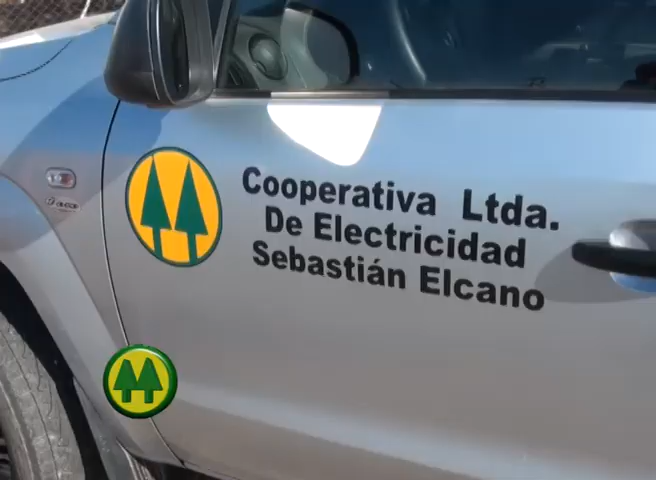 Cooperativa Ltda.
De Electricidad
Sebastián Elcano